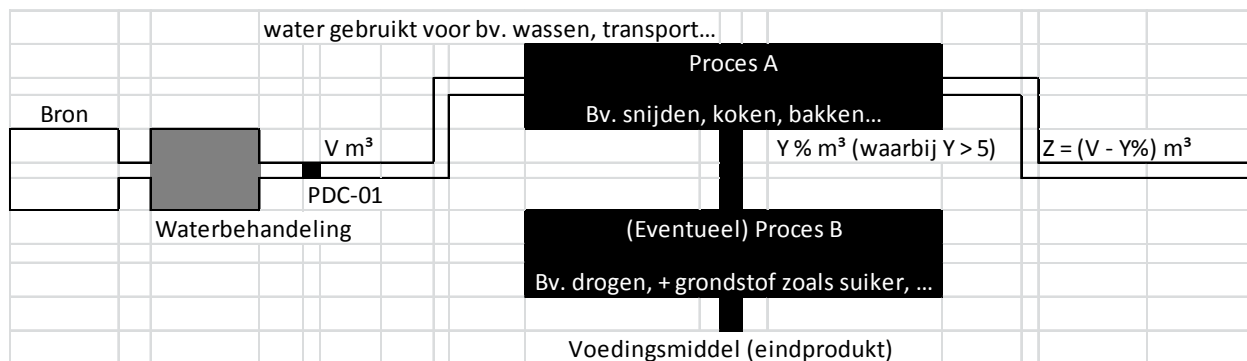 water gebruikt voor bv. wassen, transport…
Proces A
Bron
Bv. snijden, koken, bakken…
V m³
Y % m³ (waarbij Y > 5)
Z = (V - Y%) m³
PDC-01
Waterbehandeling
(Eventueel) Proces B
Bv. drogen, + grondstof zoals suiker, …
Voedingsmiddel (eindprodukt)